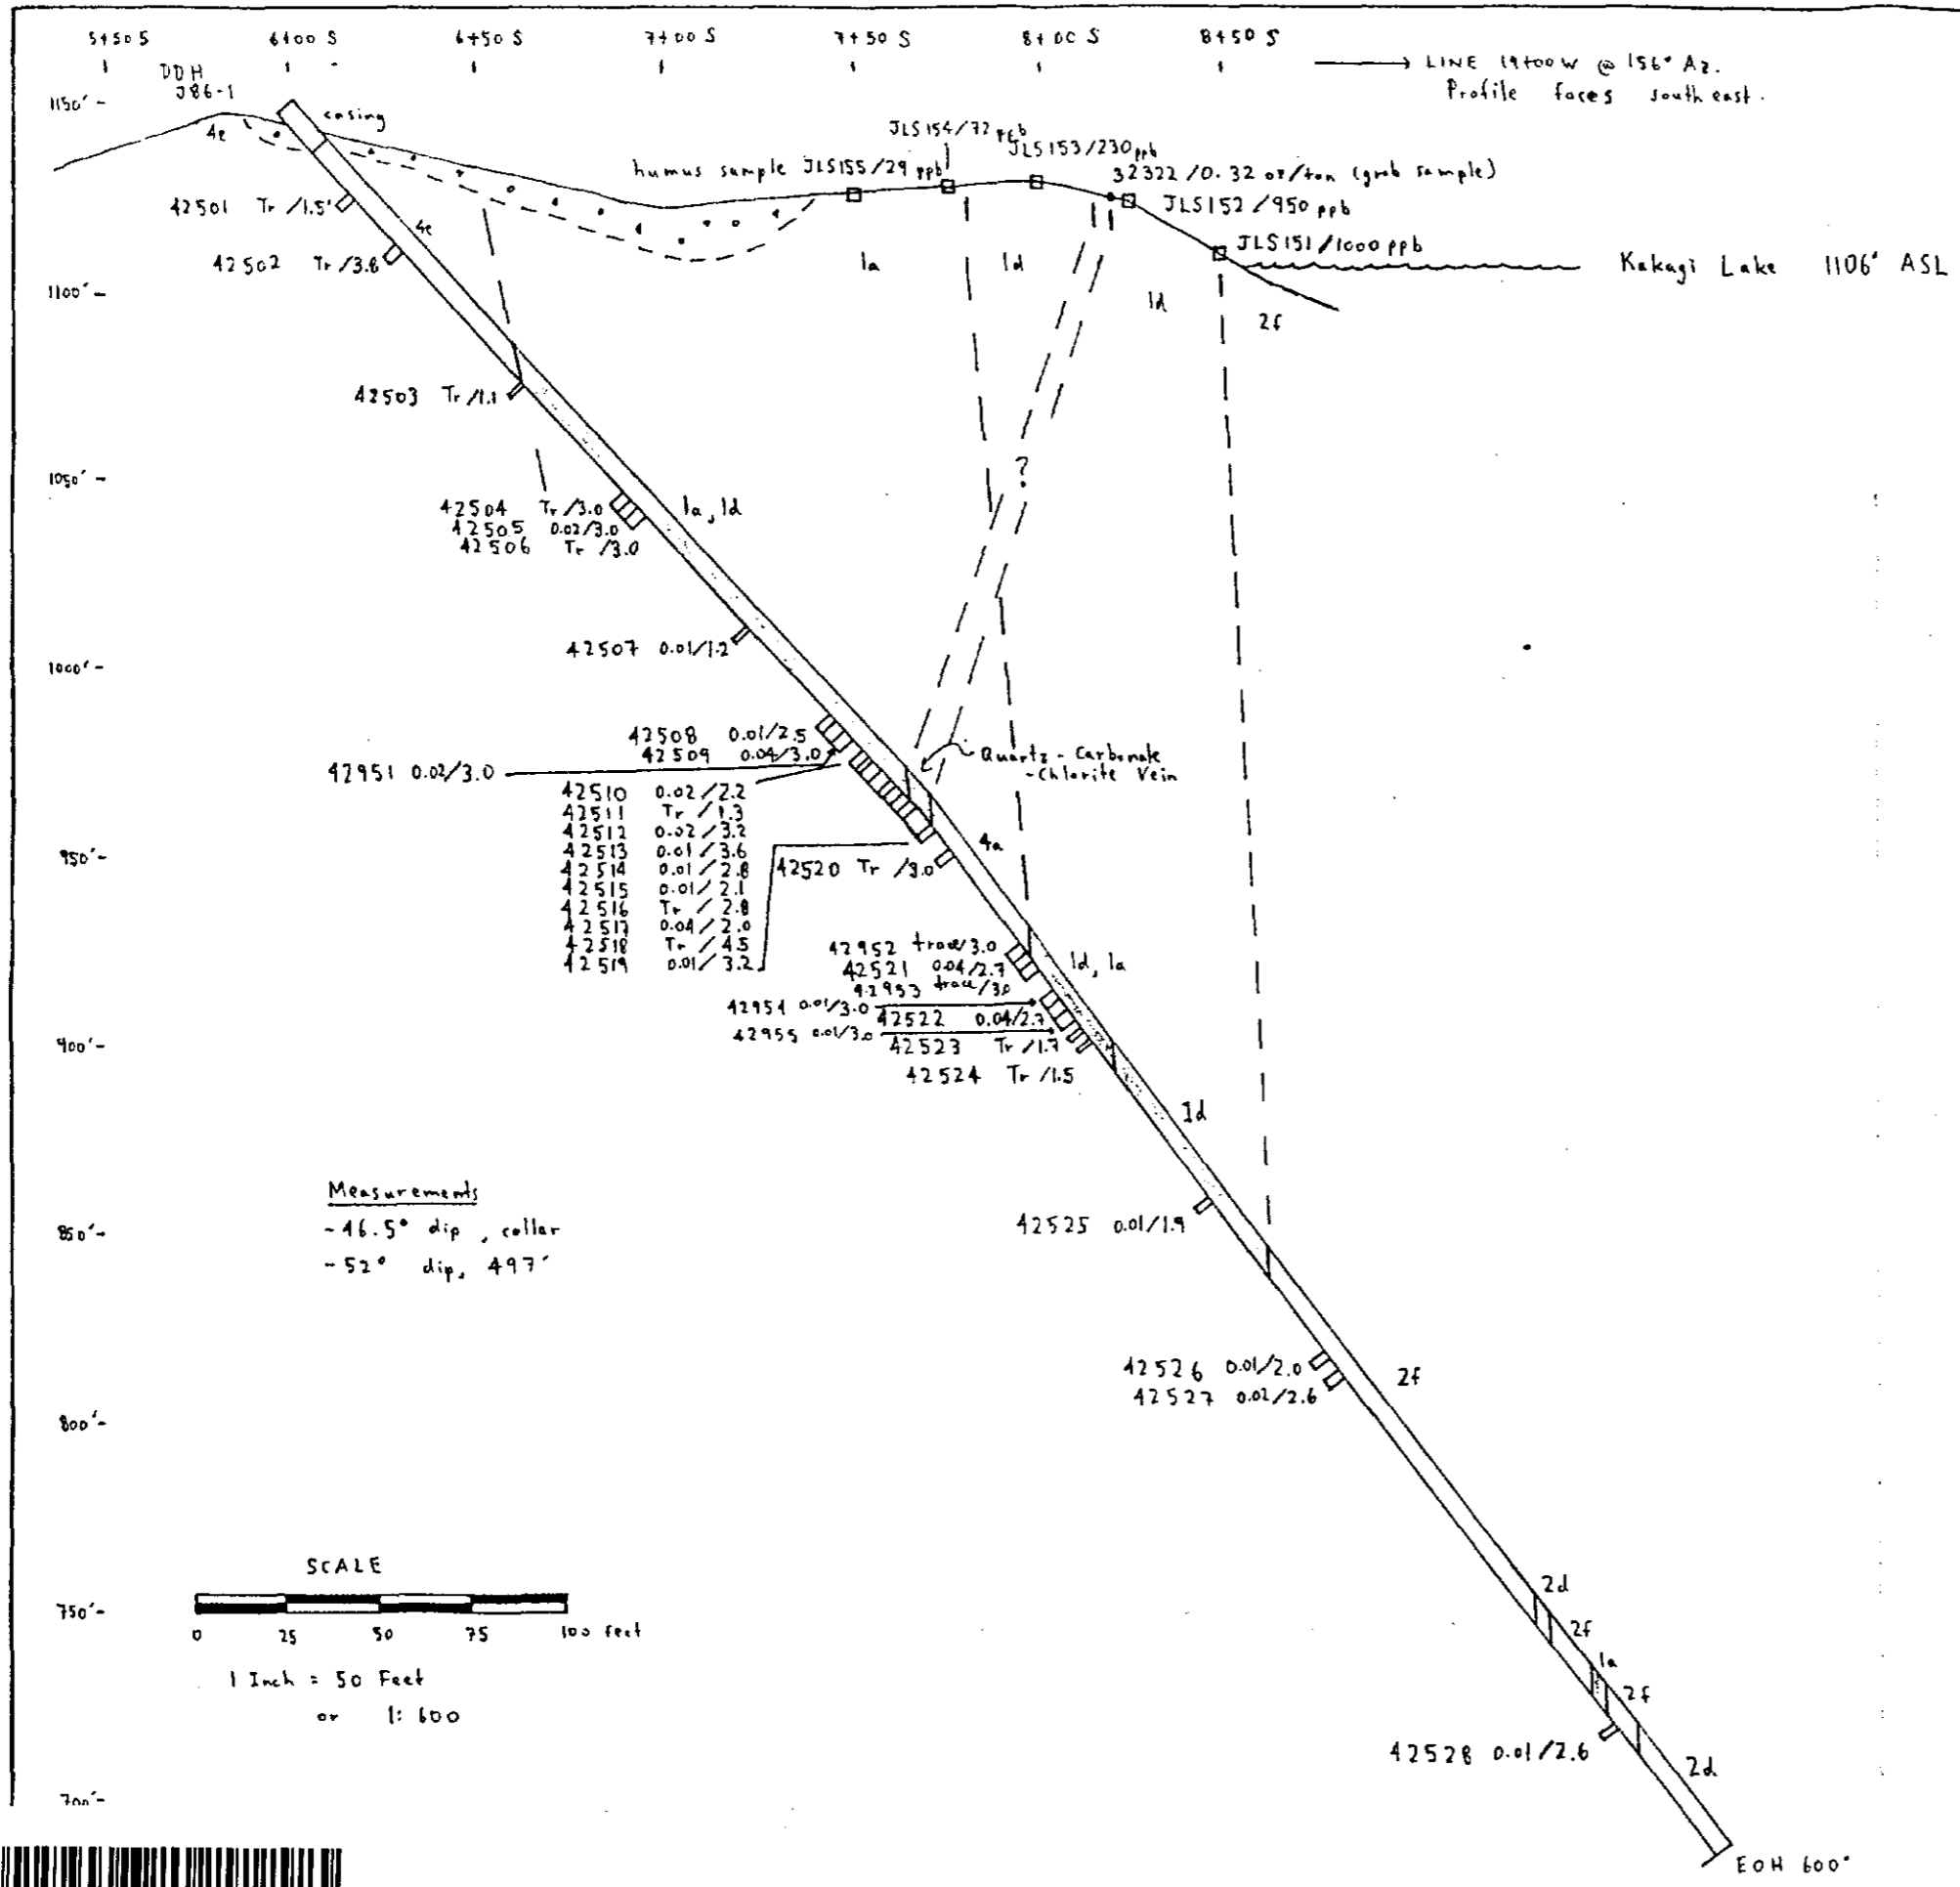 5+50 S 6+00 S 6+50 S 7+00 S 7+50 S 8+00 S 8+50 S
LINE 19+00W @ 156° Az.
Profile faces southeast.
DDH
J86-1
1150'
casing
4e
JLS154/72 ppb
JLS153/230 ppb
humus sample JLS155/29 ppb
32322/0.32 oz/ton (grab sample)
JLS152/950 ppb
42501 Tr/1.5'
4e
JLS151/1000 ppb
42502 Tr/3.8
1a
1d
1d
2f
Kakagi Lake 1106' ASL
1100'
42503 Tr/1.1
1050'
?
42504 Tr/3.0
42505 0.02/3.0
42506 Tr/3.0
1a, 1d
42507 0.01/1.2
1000'
42508 0.01/2.5
42509 0.04/3.0
42951 0.02/3.0
Quartz-Carbonate
-Chlorite Vein
42510 0.02/2.2
42511 Tr/1.3
42512 0.02/3.2
42513 0.01/3.6
42514 0.01/2.8
42515 0.01/2.1
42516 Tr/2.8
42517 0.04/2.0
42518 Tr/4.5
42519 0.01/3.2
950'
42520 Tr/3.0
4a
42952 trace/3.0
42521 0.04/2.7
42953 trace/3.0
1d, 1a
42954 0.01/3.0
42522 0.04/2.7
42955 0.01/3.0
42523 Tr/1.7
42524 Tr/1.5
900'
1d
Measurements
-46.5° dip, collar
-52° dip, 497'
850'
42525 0.01/1.9
42526 0.01/2.0
42527 0.02/2.6
2f
800'
SCALE
0 25 50 75 100 feet
1 Inch = 50 Feet
or 1:600
750'
2d
2f
1a
2f
42528 0.01/2.6
2d
700'
EOH 600'